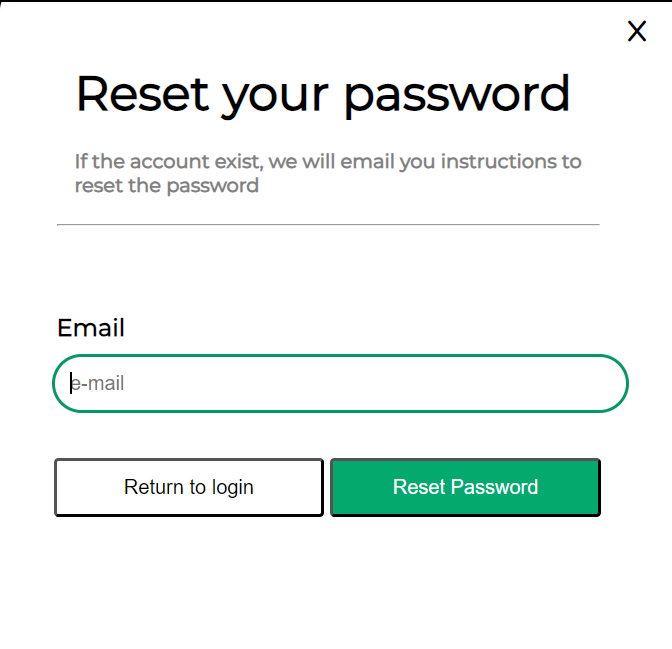 X
Reset your password
If the account exist, we will email you instructions to
reset the password
Email
e-mail
Return to login
Reset Password